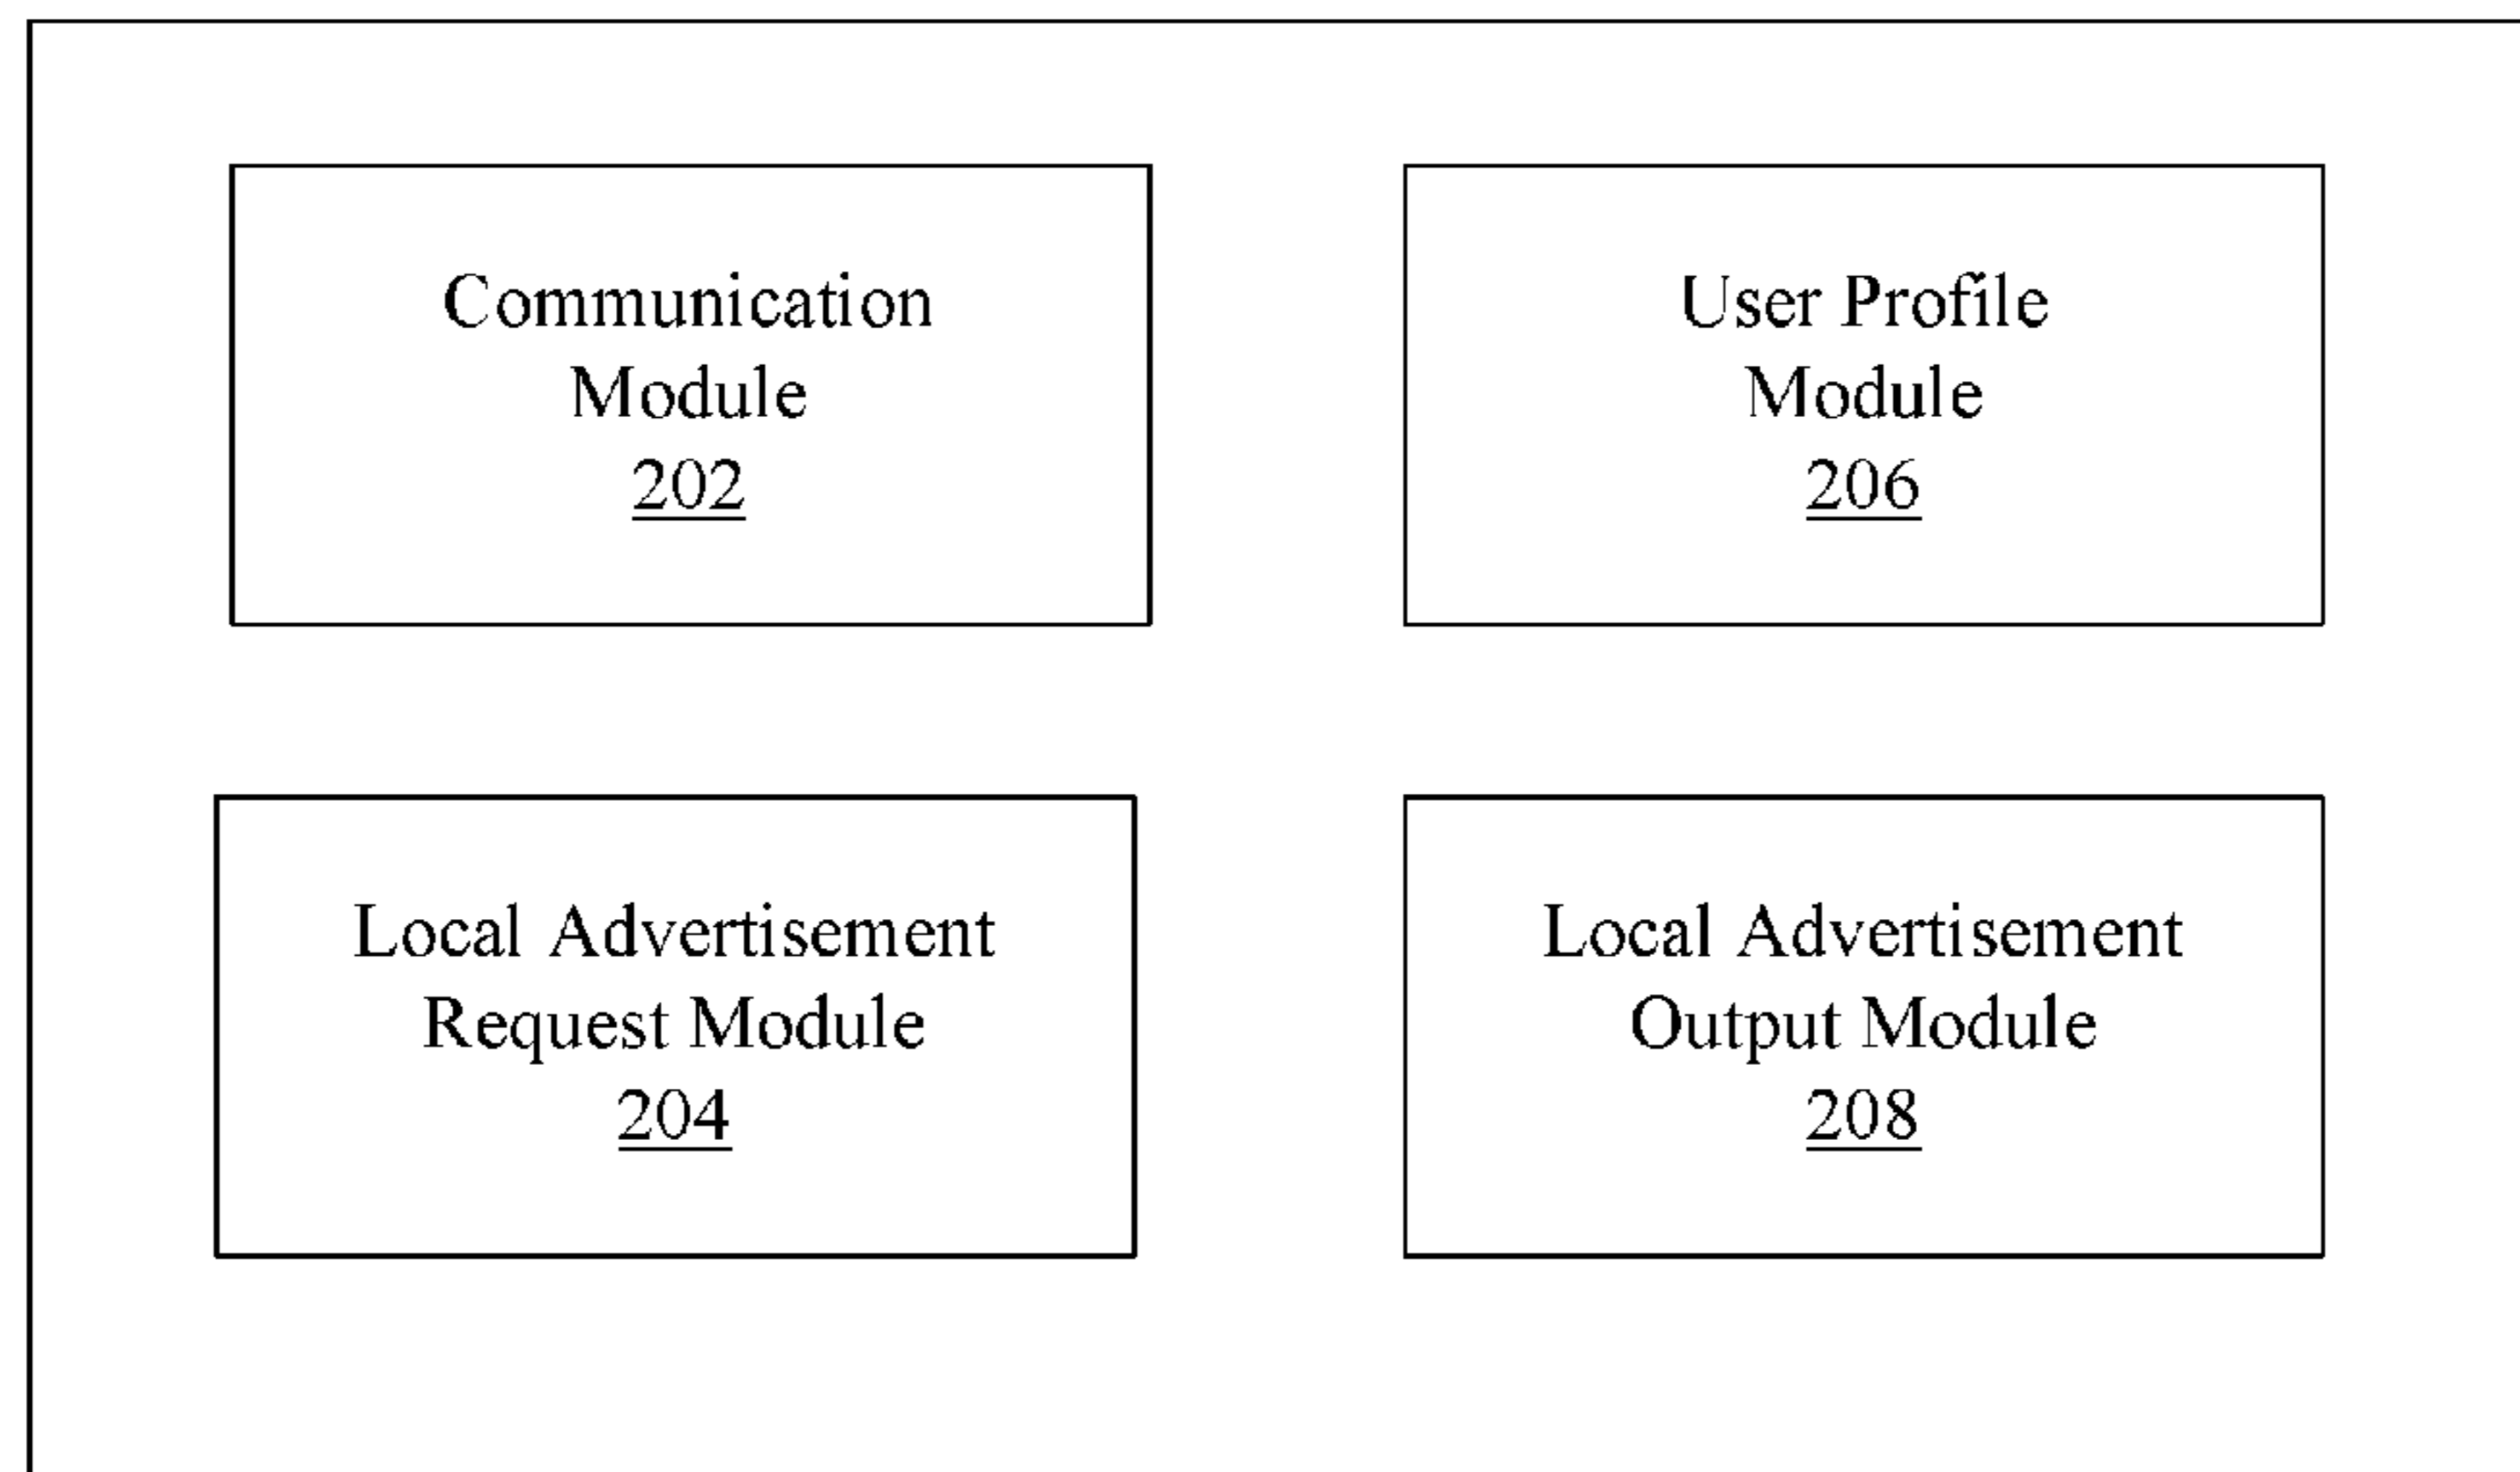 Communication
Module
202
User Profile
Module
206
Local Advertisement
Request Module
204
Local Advertisement
Output Module
208